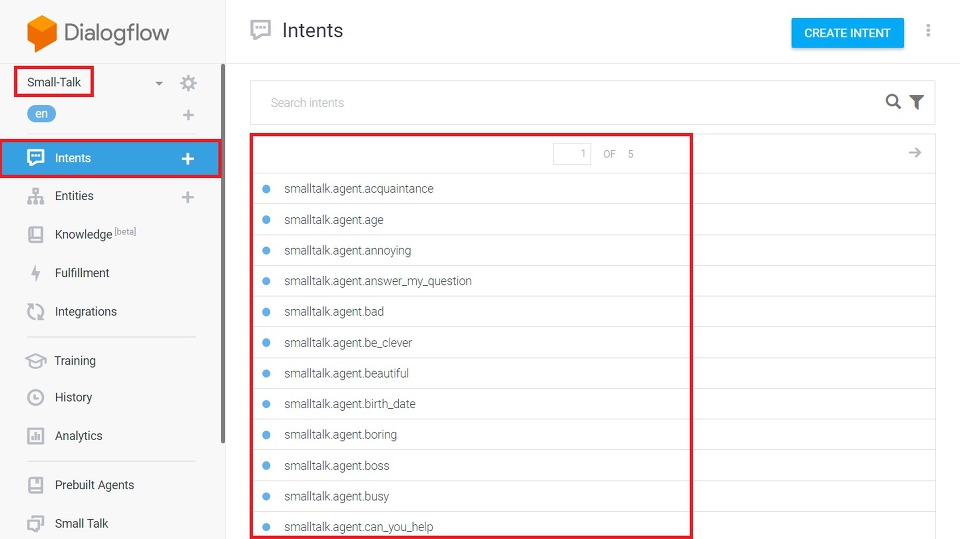 Dialogflow
Small-Talk
en
Intents
Entities
Knowledge [beta]
Fulfillment
Integrations
Training
History
Analytics
Prebuilt Agents
Small Talk
Intents
CREATE INTENT
Search intents
1 OF 5
smalltalk.agent.acquaintance
smalltalk.agent.age
smalltalk.agent.annoying
smalltalk.agent.answer_my_question
smalltalk.agent.bad
smalltalk.agent.be_clever
smalltalk.agent.beautiful
smalltalk.agent.birth_date
smalltalk.agent.boring
smalltalk.agent.boss
smalltalk.agent.busy
smalltalk.agent.can_you_help